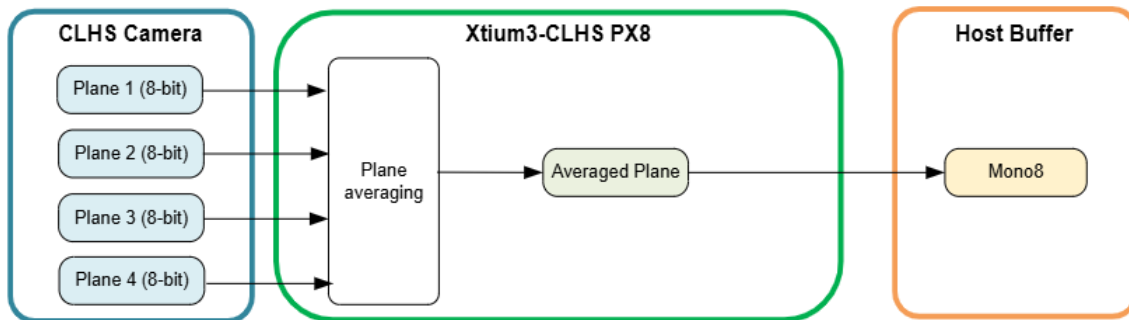 CLHS Camera
Plane 1 (8-bit)
Plane 2 (8-bit)
Plane 3 (8-bit)
Plane 4 (8-bit)
Xtium3-CLHS PX8
Plane
averaging
Averaged Plane
Host Buffer
Mono8